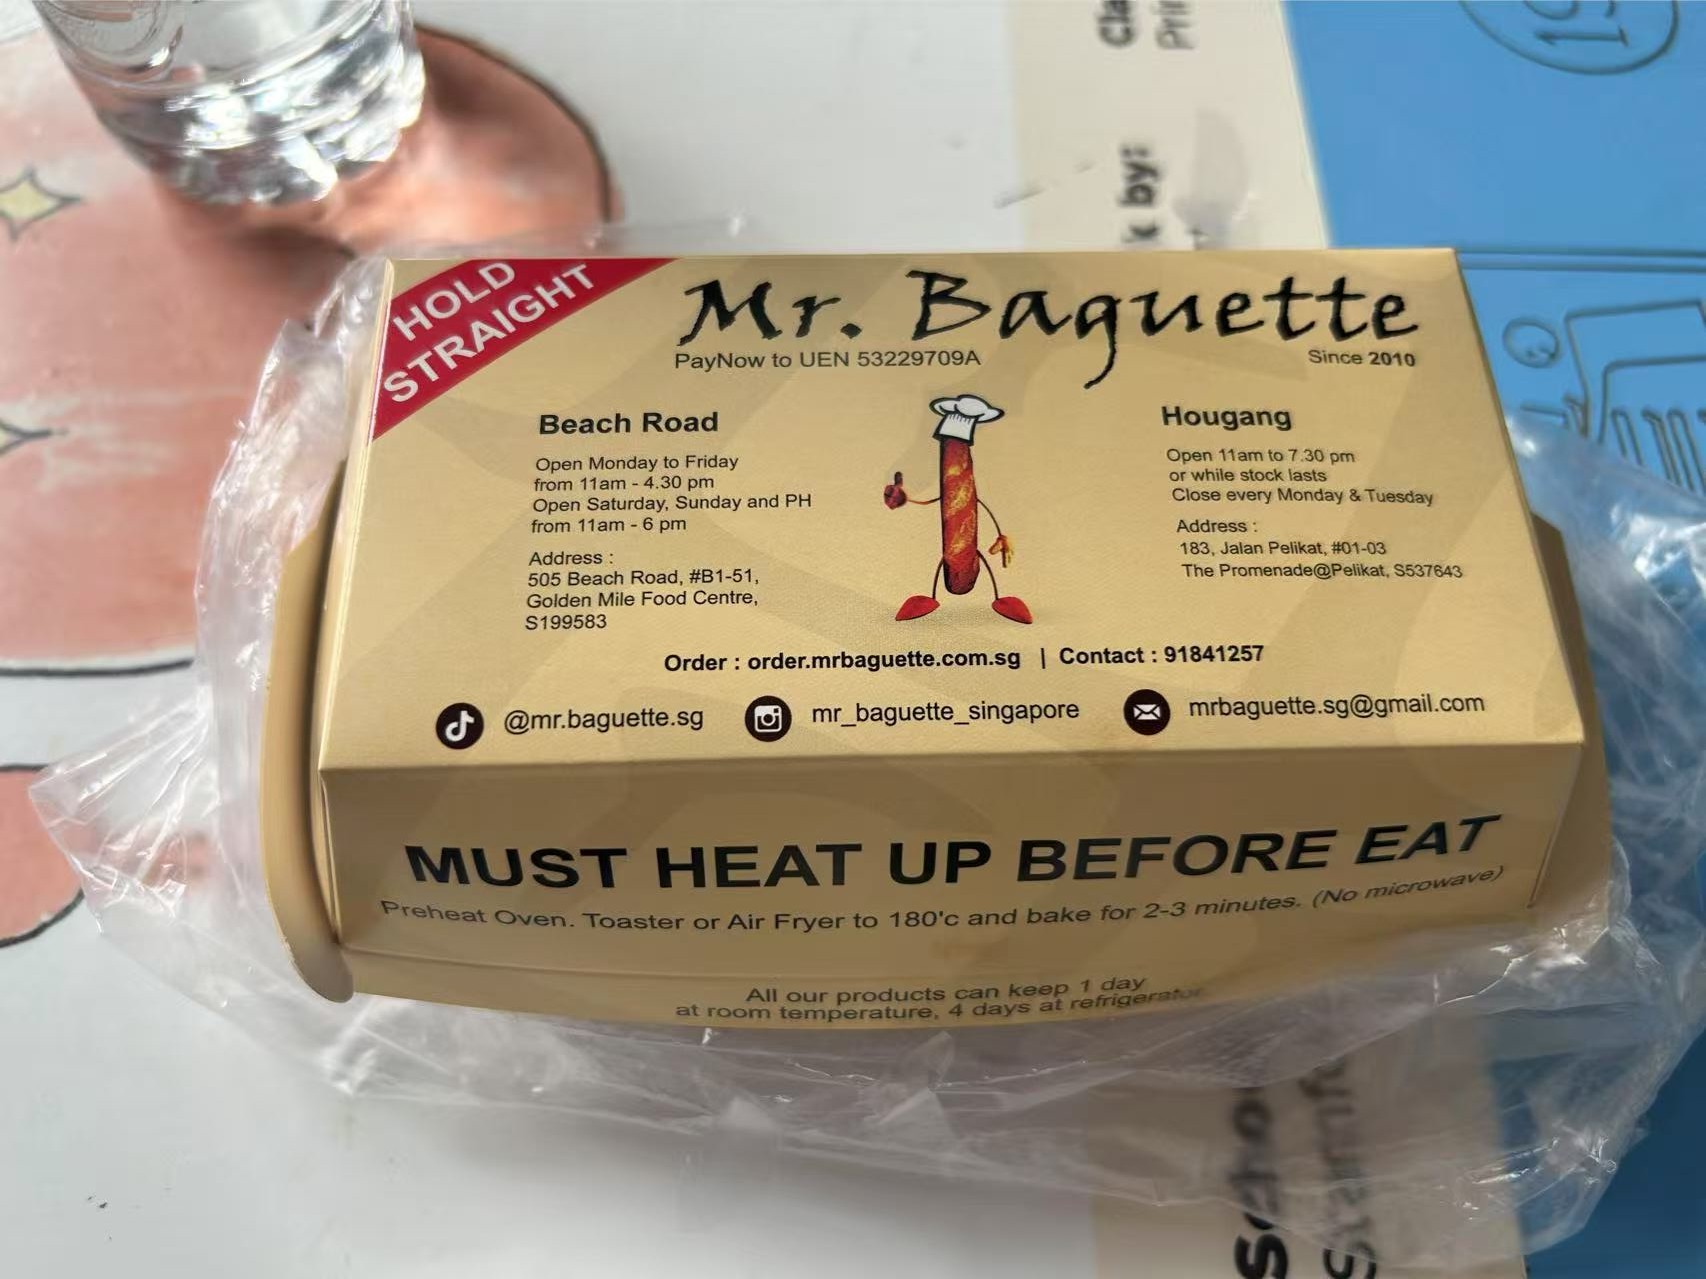 HOLD
STRAIGHT
Mr. Baguette
PayNow to UEN 53229709A
Since 2010
Beach Road
Open Monday to Friday
from 11am - 4.30 pm
Open Saturday, Sunday and PH
from 11am - 6 pm
Address :
505 Beach Road, #B1-51,
Golden Mile Food Centre,
S199583
Hougang
Open 11am to 7.30 pm
or while stock lasts
Close every Monday & Tuesday
Address :
183, Jalan Pelikat, #01-03
The Promenade@Pelikat, S537643
Order : order.mrbaguette.com.sg | Contact : 91841257
@mr.baguette.sg
mr_baguette_singapore
mrbaguette.sg@gmail.com
MUST HEAT UP BEFORE EAT
Preheat Oven. Toaster or Air Fryer to 180'c and bake for 2-3 minutes. (No microwave)
All our products can keep 1 day
at room temperature, 4 days at refrigerator
by: